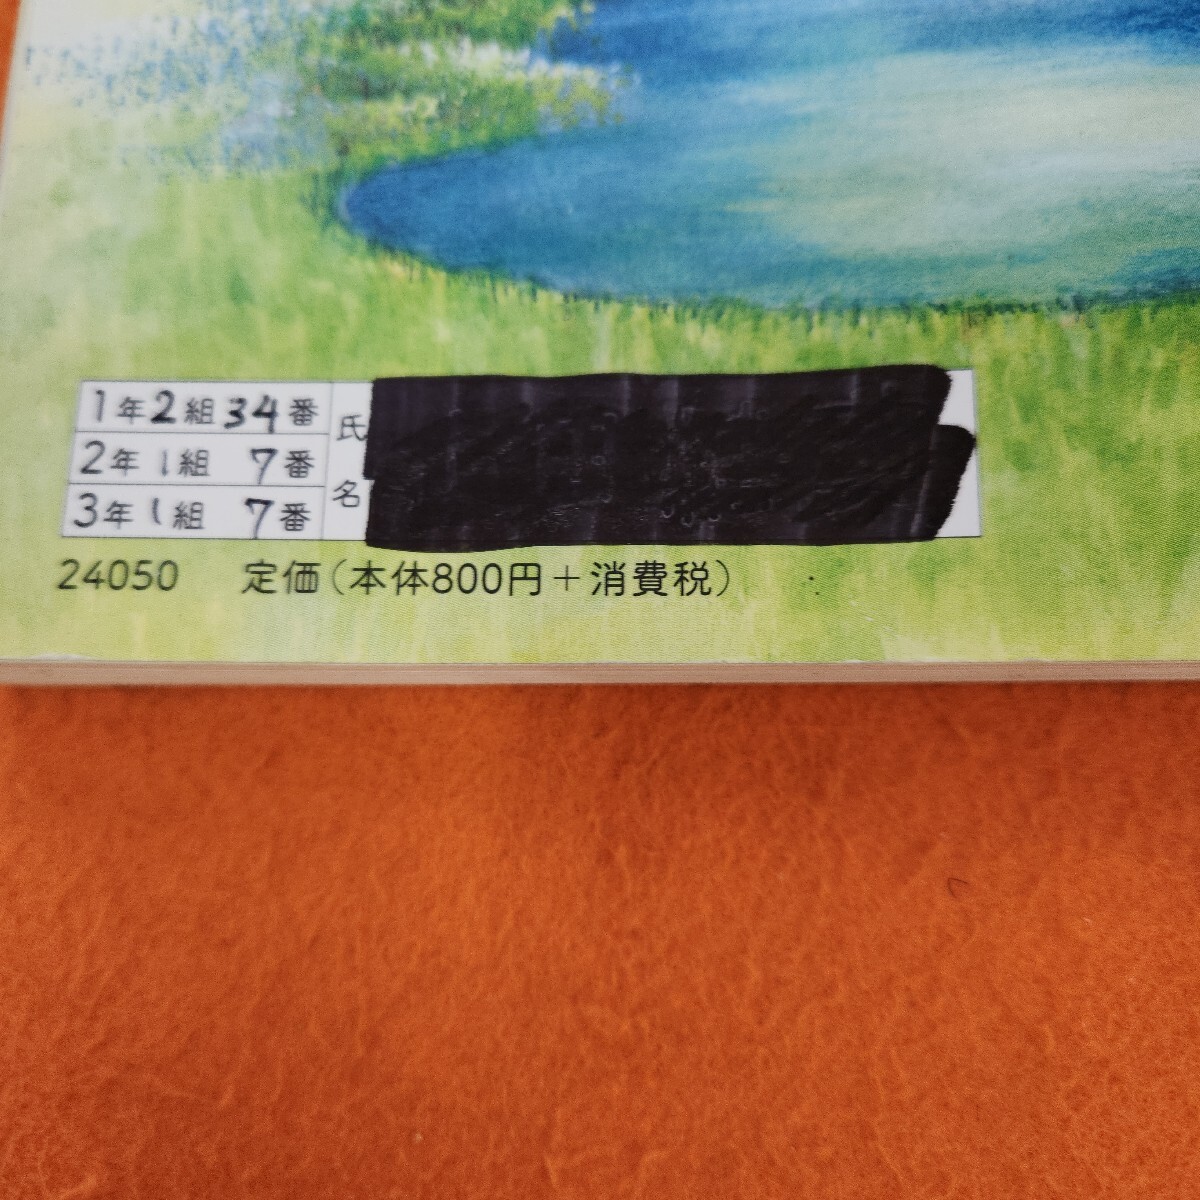 1年2組34番
2年1組 7番
3年1組 7番
氏
名
24050 定価(本体800円+消費税)